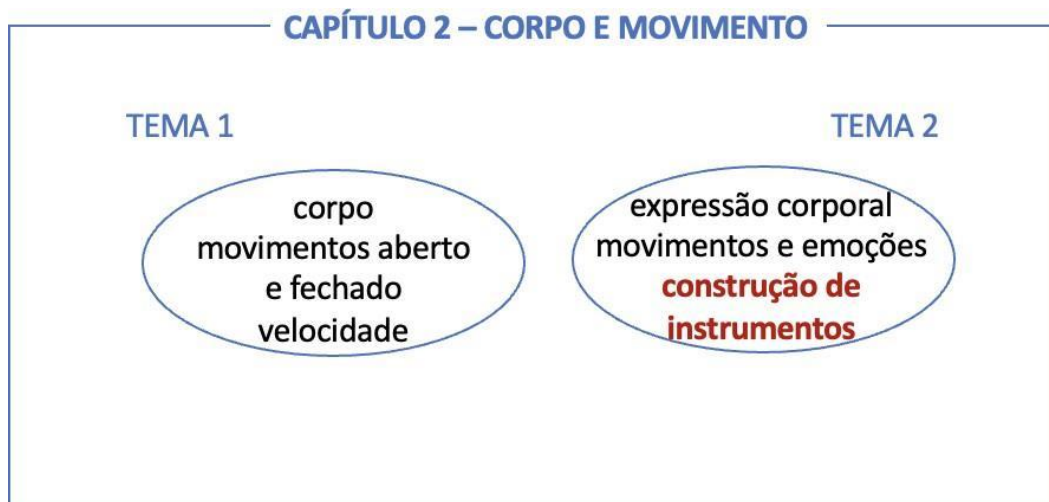 CAPÍTULO 2 – CORPO E MOVIMENTO
TEMA 1
corpo
movimentos aberto
e fechado
velocidade
TEMA 2
expressão corporal
movimentos e emoções
construção de
instrumentos